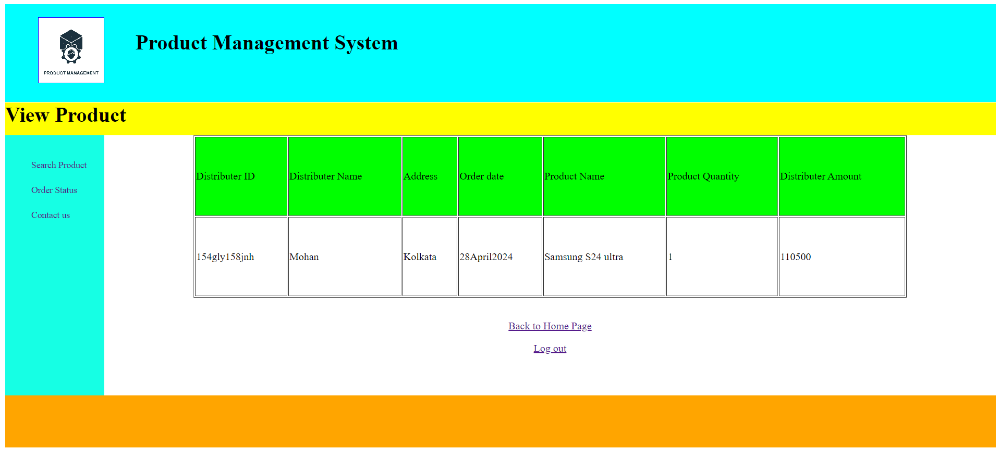 PRODUCT MANAGEMENT
Product Management System
View Product
Search Product
Order Status
Contact us
Distributer ID Distributer Name Address Order date Product Name Product Quantity Distributer Amount
154gly158jnh Mohan Kolkata 28April2024 Samsung S24 ultra 1 110500
Back to Home Page
Log out